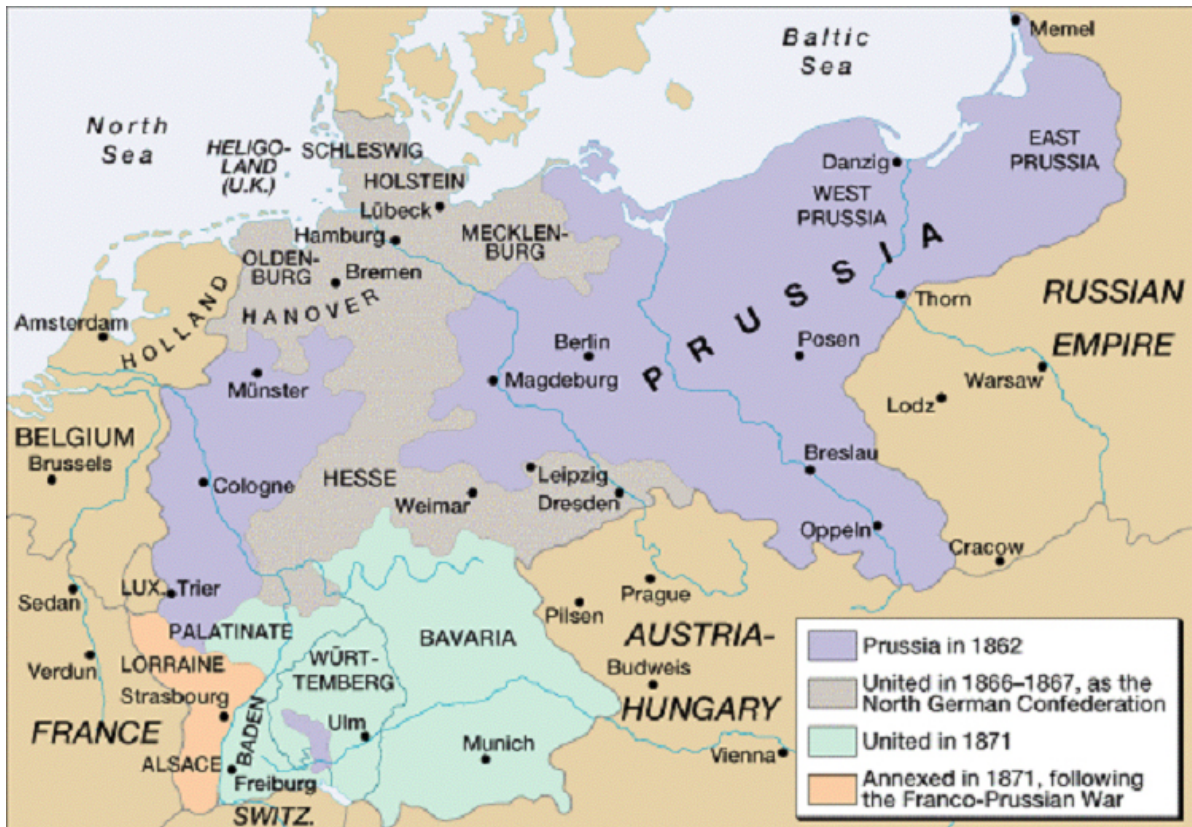 Baltic
Sea
Memel
North
Sea
HELIGO-
LAND
(U.K.)
SCHLESWIG
EAST
PRUSSIA
Danzig
HOLSTEIN
WEST
PRUSSIA
Lübeck
MECKLEN-
BURG
Hamburg
OLDEN-
BURG
Bremen
HANOVER
HOLLAND
PRUSSIA
Thorn
RUSSIAN
EMPIRE
Amsterdam
Berlin
Posen
Münster
Magdeburg
Warsaw
Lodz
BELGIUM
Brussels
Breslau
Cologne
HESSE
Leipzig
Weimar
Dresden
Oppeln
Cracow
Sedan
LUX.
Trier
Prague
Pilsen
PALATINATE
BAVARIA
AUSTRIA-
HUNGARY
Verdun
LORRAINE
WÜRT-
TEMBERG
Budweis
Strasbourg
FRANCE
BADEN
Ulm
Munich
Vienna
ALSACE
Freiburg
SWITZ.
Prussia in 1862
United in 1866–1867, as the
North German Confederation
United in 1871
Annexed in 1871, following
the Franco-Prussian War